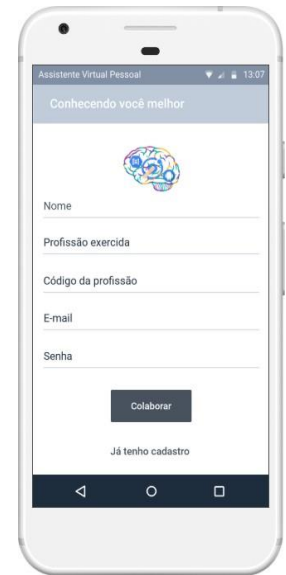 Assistente Virtual Pessoal 13:07
Conhecendo você melhor
Nome
Profissão exercida
Código da profissão
E-mail
Senha
Colaborar
Já tenho cadastro